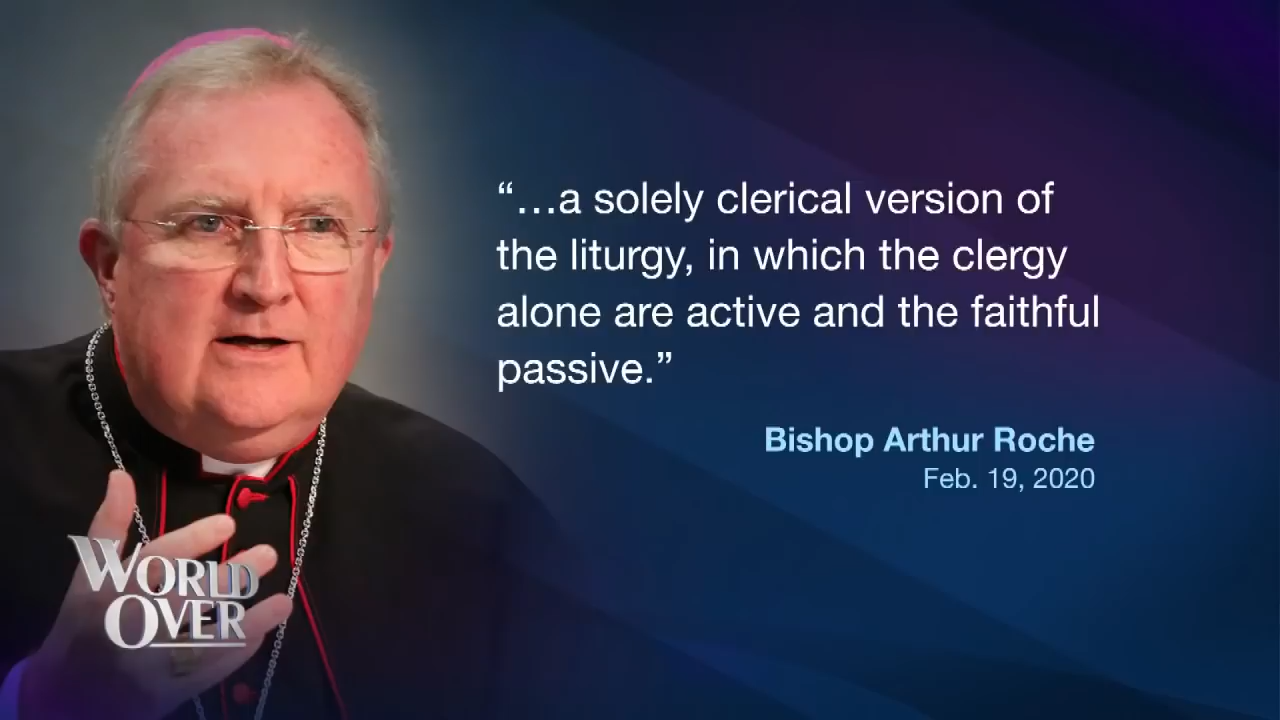 “…a solely clerical version of
the liturgy, in which the clergy
alone are active and the faithful
passive.”
Bishop Arthur Roche
Feb. 19, 2020
WORLD
OVER